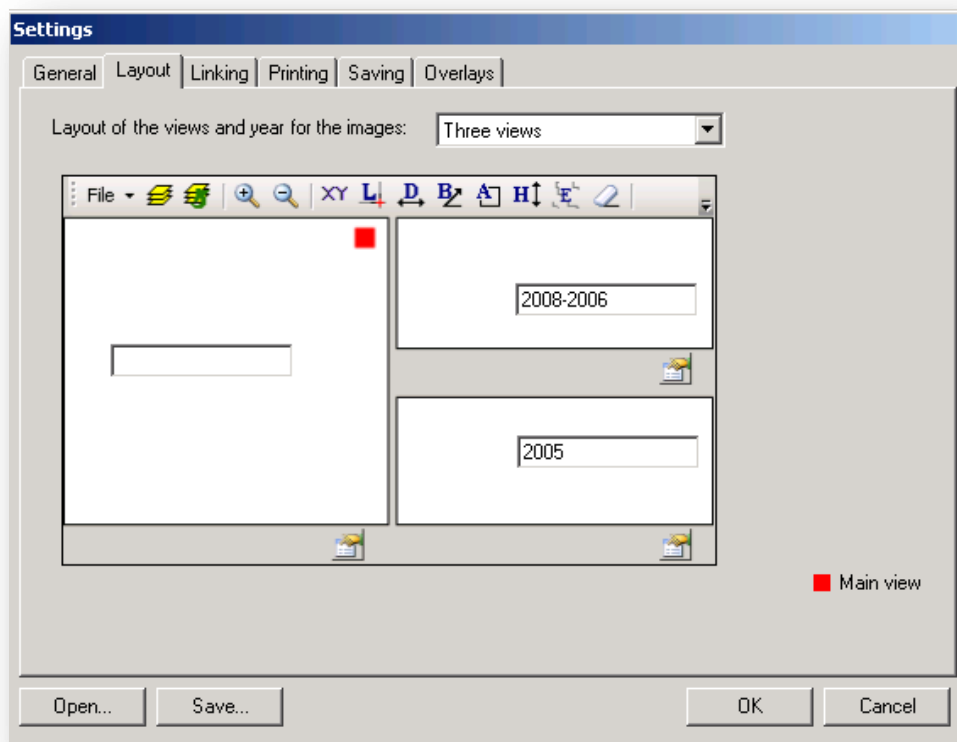 Settings
General Layout Linking Printing Saving Overlays
Layout of the views and year for the images: Three views
File XY L D B A H E
2008-2006
2005
Main view
Open... Save... OK Cancel